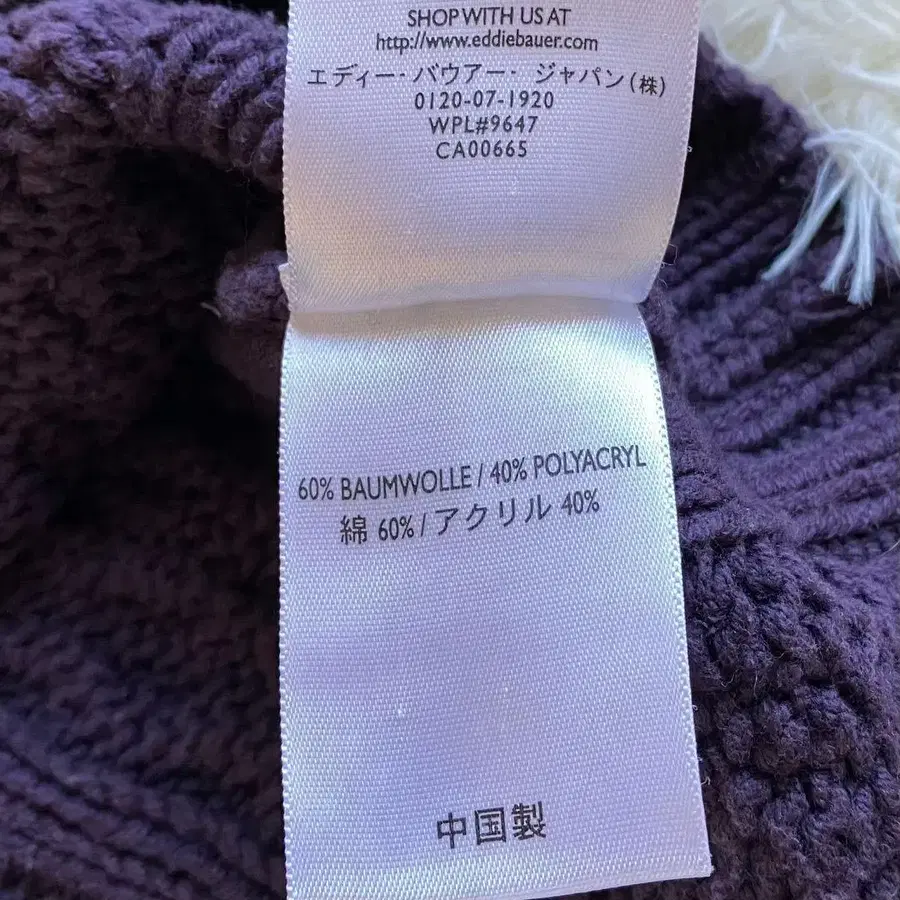 SHOP WITH US AT
http://www.eddiebauer.com
エディー・バウアー・ ジャパン(株)
0120-07-1920
WPL#9647
CA00665
60% BAUMWOLLE / 40% POLYACRYL
綿 60% / アクリル 40%
中国製